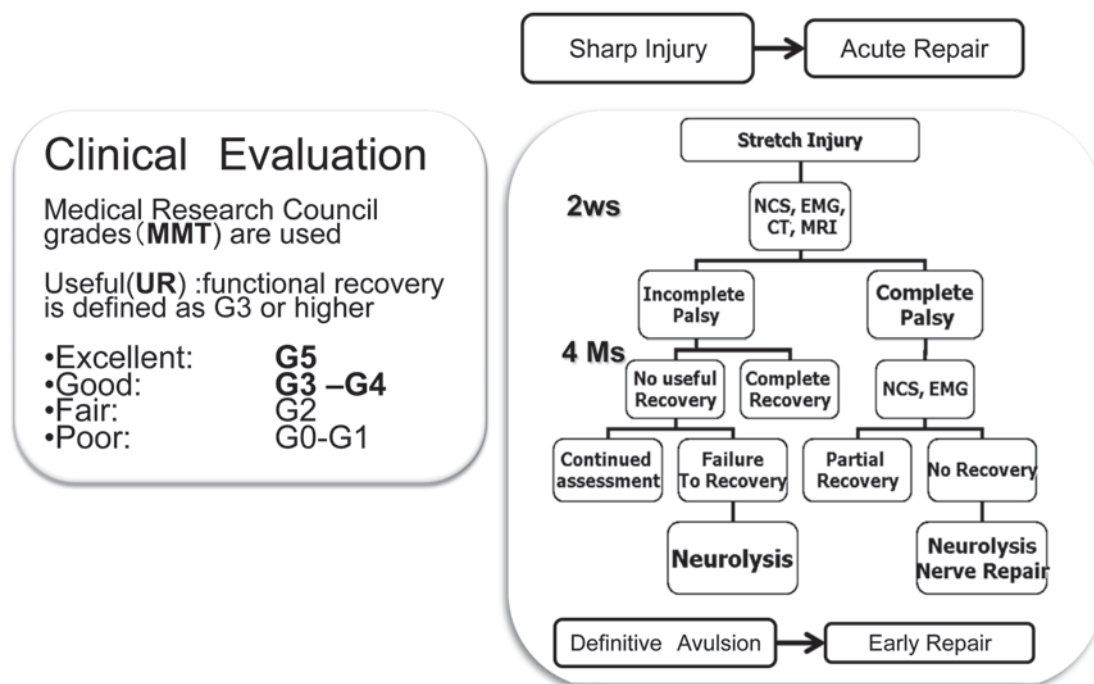 Sharp Injury
Acute Repair
Clinical Evaluation
Medical Research Council
grades(MMT) are used
Useful(UR) :functional recovery
is defined as G3 or higher
•Excellent: G5
•Good: G3 –G4
•Fair: G2
•Poor: G0-G1
Stretch Injury
2ws
NCS, EMG,
CT, MRI
Incomplete
Palsy
Complete
Palsy
4 Ms
No useful
Recovery
Complete
Recovery
NCS, EMG
Continued
assessment
Failure
To Recovery
Partial
Recovery
No Recovery
Neurolysis
Neurolysis
Nerve Repair
Definitive Avulsion
Early Repair